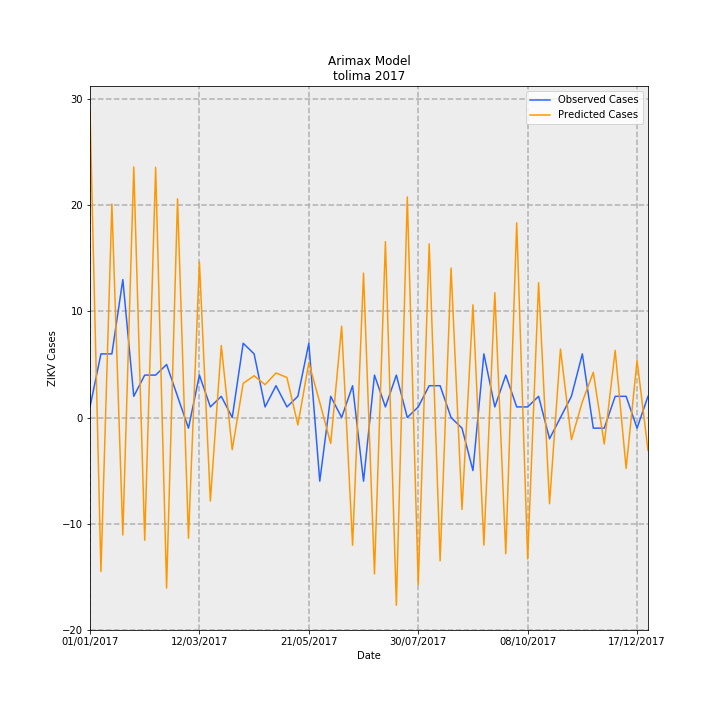 Arimax Model
tolima 2017
Observed Cases
Predicted Cases
ZIKV Cases
30
20
10
0
−10
−20
01/01/2017 12/03/2017 21/05/2017 30/07/2017 08/10/2017 17/12/2017
Date